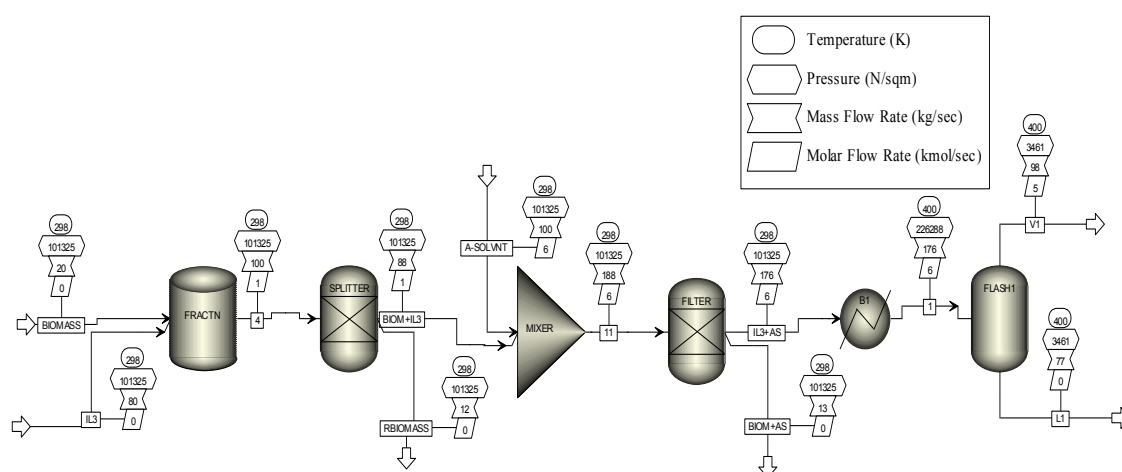 Temperature (K)
Pressure (N/sqm)
Mass Flow Rate (kg/sec)
Molar Flow Rate (kmol/sec)
298
101325
20
0
BIOMASS
298
101325
80
0
IL3
FRACTN
298
101325
100
1
4
SPLITTER
298
101325
88
1
BIOM+IL3
298
101325
12
0
RBIOMASS
298
101325
100
6
A-SOLVNT
MIXER
298
101325
188
6
11
FILTER
298
101325
176
6
IL3+AS
298
101325
13
0
BIOM+AS
B1
400
226288
176
6
1
FLASH1
400
3461
98
5
V1
400
3461
77
0
L1